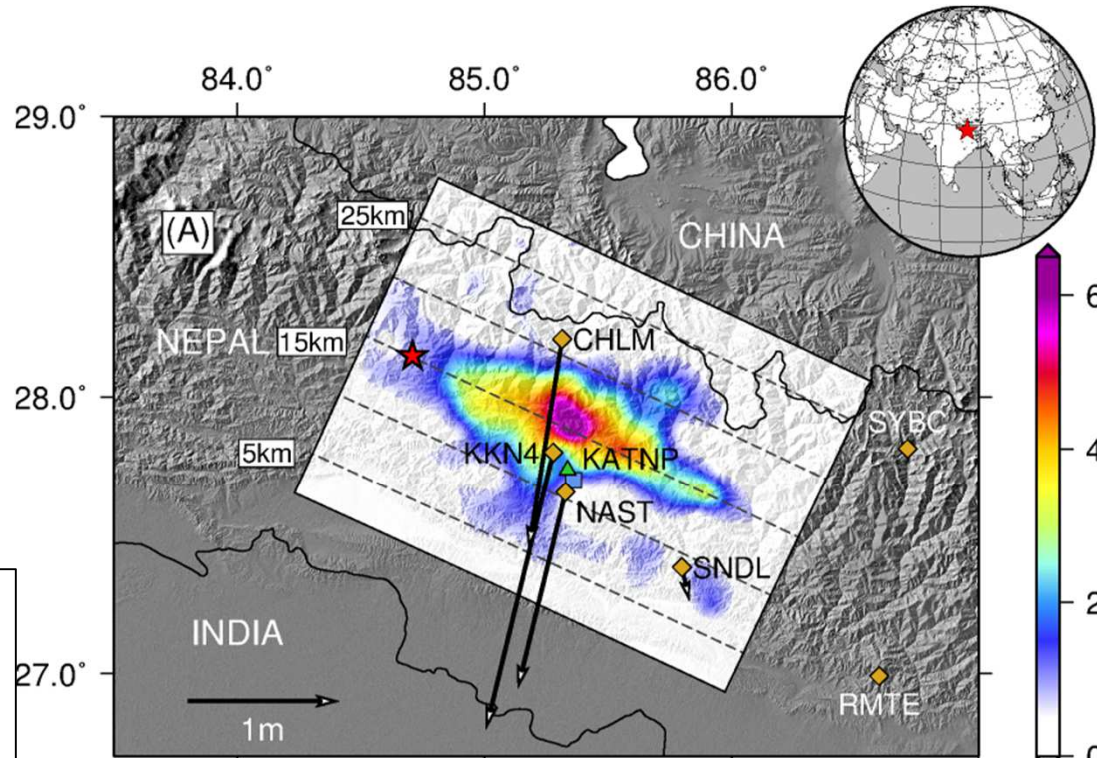 84.0° 85.0° 86.0°
29.0°
25km
(A)
CHINA
6
NEPAL
15km
CHLM
28.0°
SYBC
5km
KKN4
KATNP
4
NAST
SNDL
2
INDIA
27.0°
RMTE
1m
0